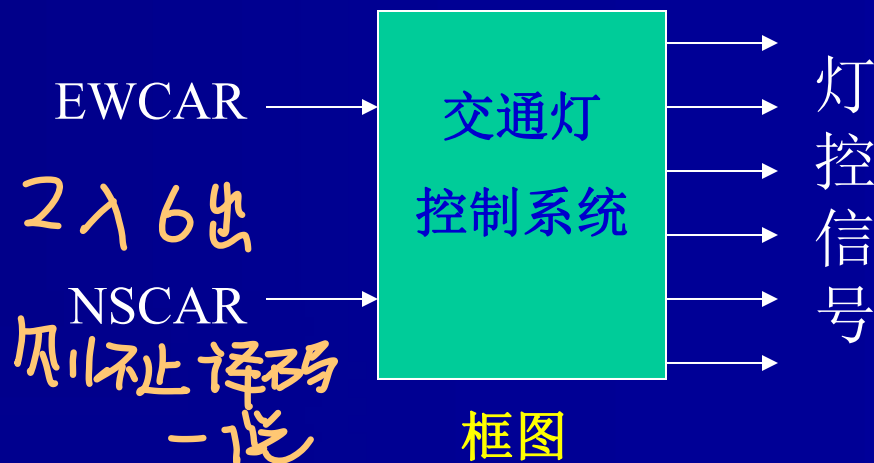 EWCAR
2入6出
NSCAR
则不止译码
一说
交通灯
控制系统
灯控信号
框图